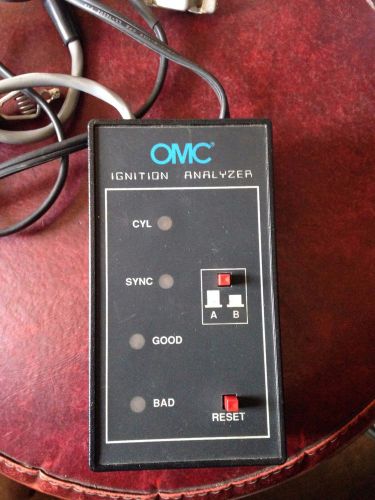 OMC
IGNITION ANALYZER
CYL
SYNC
A B
GOOD
BAD
RESET